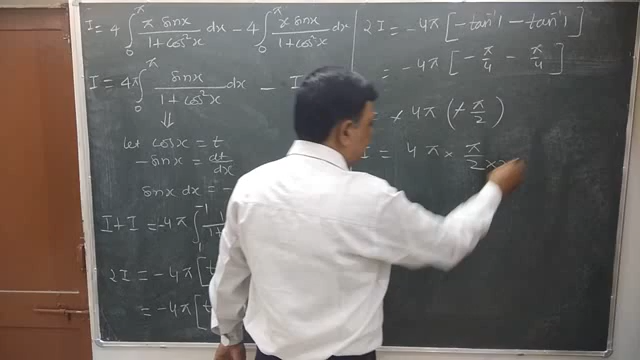 I = 4 ∫₀^π π sinx / (1 + cos²x) dx − 4 ∫₀^π x sinx / (1 + cos²x) dx
I = 4π ∫₀^π sinx / (1 + cos²x) dx − I
⇓
let cosx = t
− sinx = dt/dx
sinx dx = −
I + I = −4π ∫₁^−1 1/1+
2I = −4π [t
= −4π [t
2I = −4π [−tan⁻¹1 − tan⁻¹1]
= −4π [−π/4 − π/4]
= − 4π (− π/2)
I = 4π × π/2×